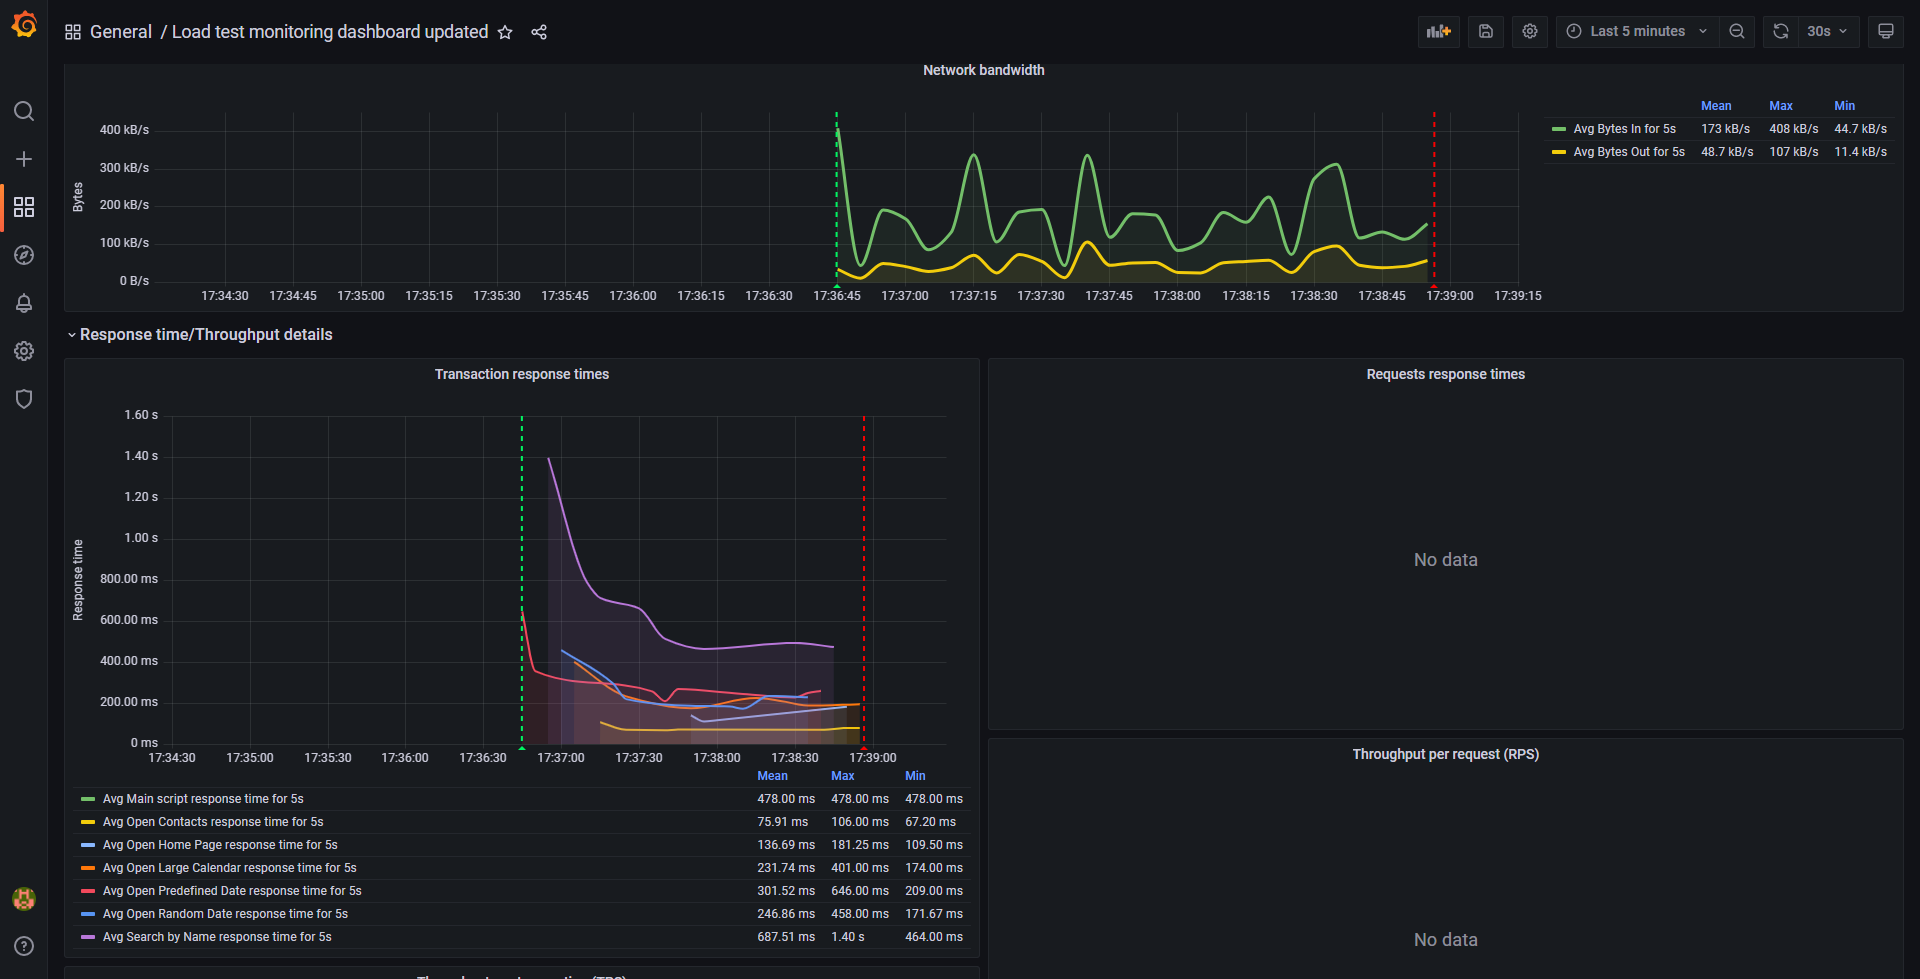 General / Load test monitoring dashboard updated
Last 5 minutes
30s
Network bandwidth
Mean Max Min
Avg Bytes In for 5s 173 kB/s 408 kB/s 44.7 kB/s
Avg Bytes Out for 5s 48.7 kB/s 107 kB/s 11.4 kB/s
Bytes
400 kB/s
300 kB/s
200 kB/s
100 kB/s
0 B/s
17:34:30 17:34:45 17:35:00 17:35:15 17:35:30 17:35:45 17:36:00 17:36:15 17:36:30 17:36:45 17:37:00 17:37:15 17:37:30 17:37:45 17:38:00 17:38:15 17:38:30 17:38:45 17:39:00 17:39:15
Response time/Throughput details
Transaction response times
Response time
1.60 s
1.40 s
1.20 s
1.00 s
800.00 ms
600.00 ms
400.00 ms
200.00 ms
0 ms
17:34:30 17:35:00 17:35:30 17:36:00 17:36:30 17:37:00 17:37:30 17:38:00 17:38:30 17:39:00
Mean Max Min
Avg Main script response time for 5s 478.00 ms 478.00 ms 478.00 ms
Avg Open Contacts response time for 5s 75.91 ms 106.00 ms 67.20 ms
Avg Open Home Page response time for 5s 136.69 ms 181.25 ms 109.50 ms
Avg Open Large Calendar response time for 5s 231.74 ms 401.00 ms 174.00 ms
Avg Open Predefined Date response time for 5s 301.52 ms 646.00 ms 209.00 ms
Avg Open Random Date response time for 5s 246.86 ms 458.00 ms 171.67 ms
Avg Search by Name response time for 5s 687.51 ms 1.40 s 464.00 ms
Requests response times
No data
Throughput per request (RPS)
No data